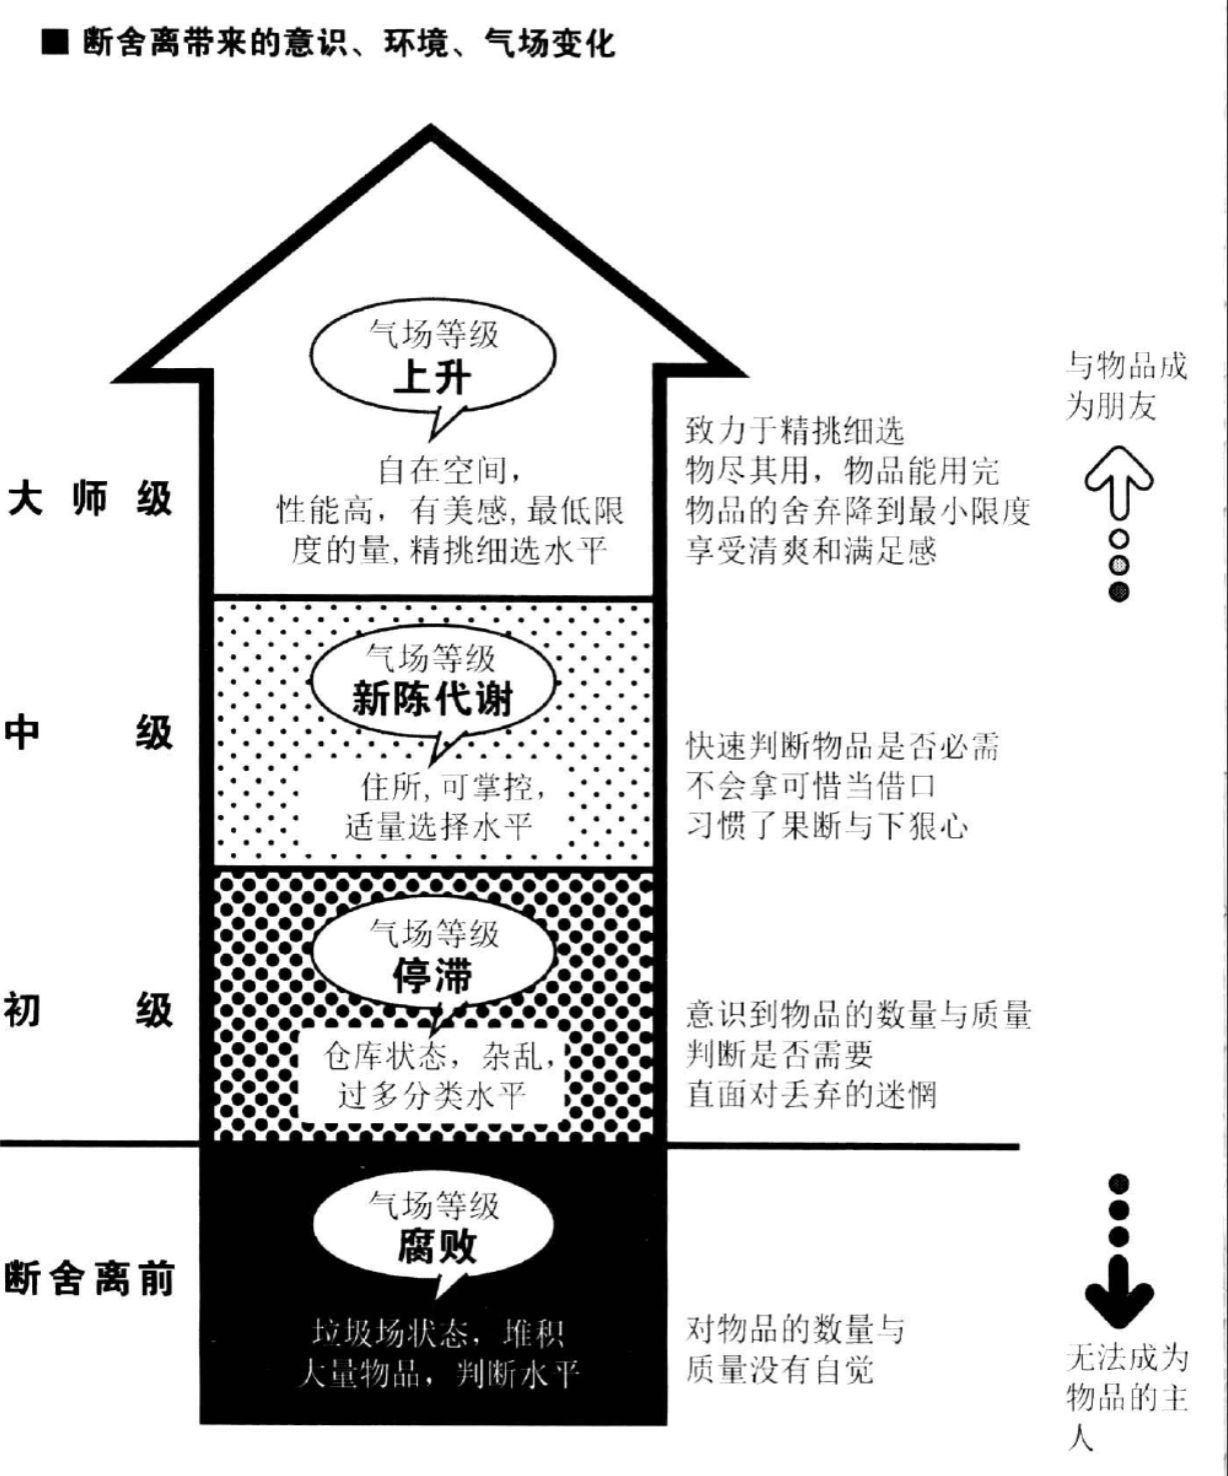 ■ 断舍离带来的意识、环境、气场变化
气场等级
上升
自在空间，
性能高，有美感，最低限
度的量，精挑细选水平
大师级
致力于精挑细选
物尽其用，物品能用完
物品的舍弃降到最小限度
享受清爽和满足感
与物品成
为朋友
气场等级
新陈代谢
住所，可掌控，
适量选择水平
中级
快速判断物品是否必需
不会拿可惜当借口
习惯了果断与下狠心
气场等级
停滞
仓库状态，杂乱，
过多分类水平
初级
意识到物品的数量与质量
判断是否需要
直面对丢弃的迷惘
气场等级
腐败
垃圾场状态，堆积
大量物品，判断水平
断舍离前
对物品的数量与
质量没有自觉
无法成为
物品的主
人